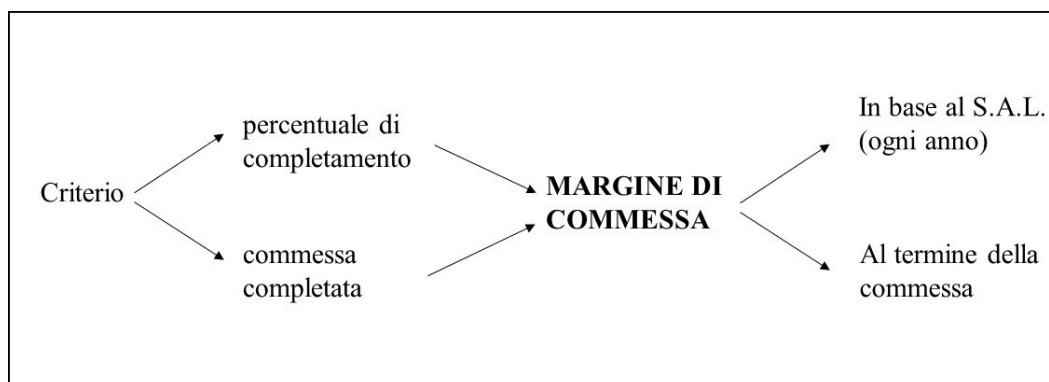 Criterio
percentuale di
completamento
commessa
completata
MARGINE DI
COMMESSA
In base al S.A.L.
(ogni anno)
Al termine della
commessa